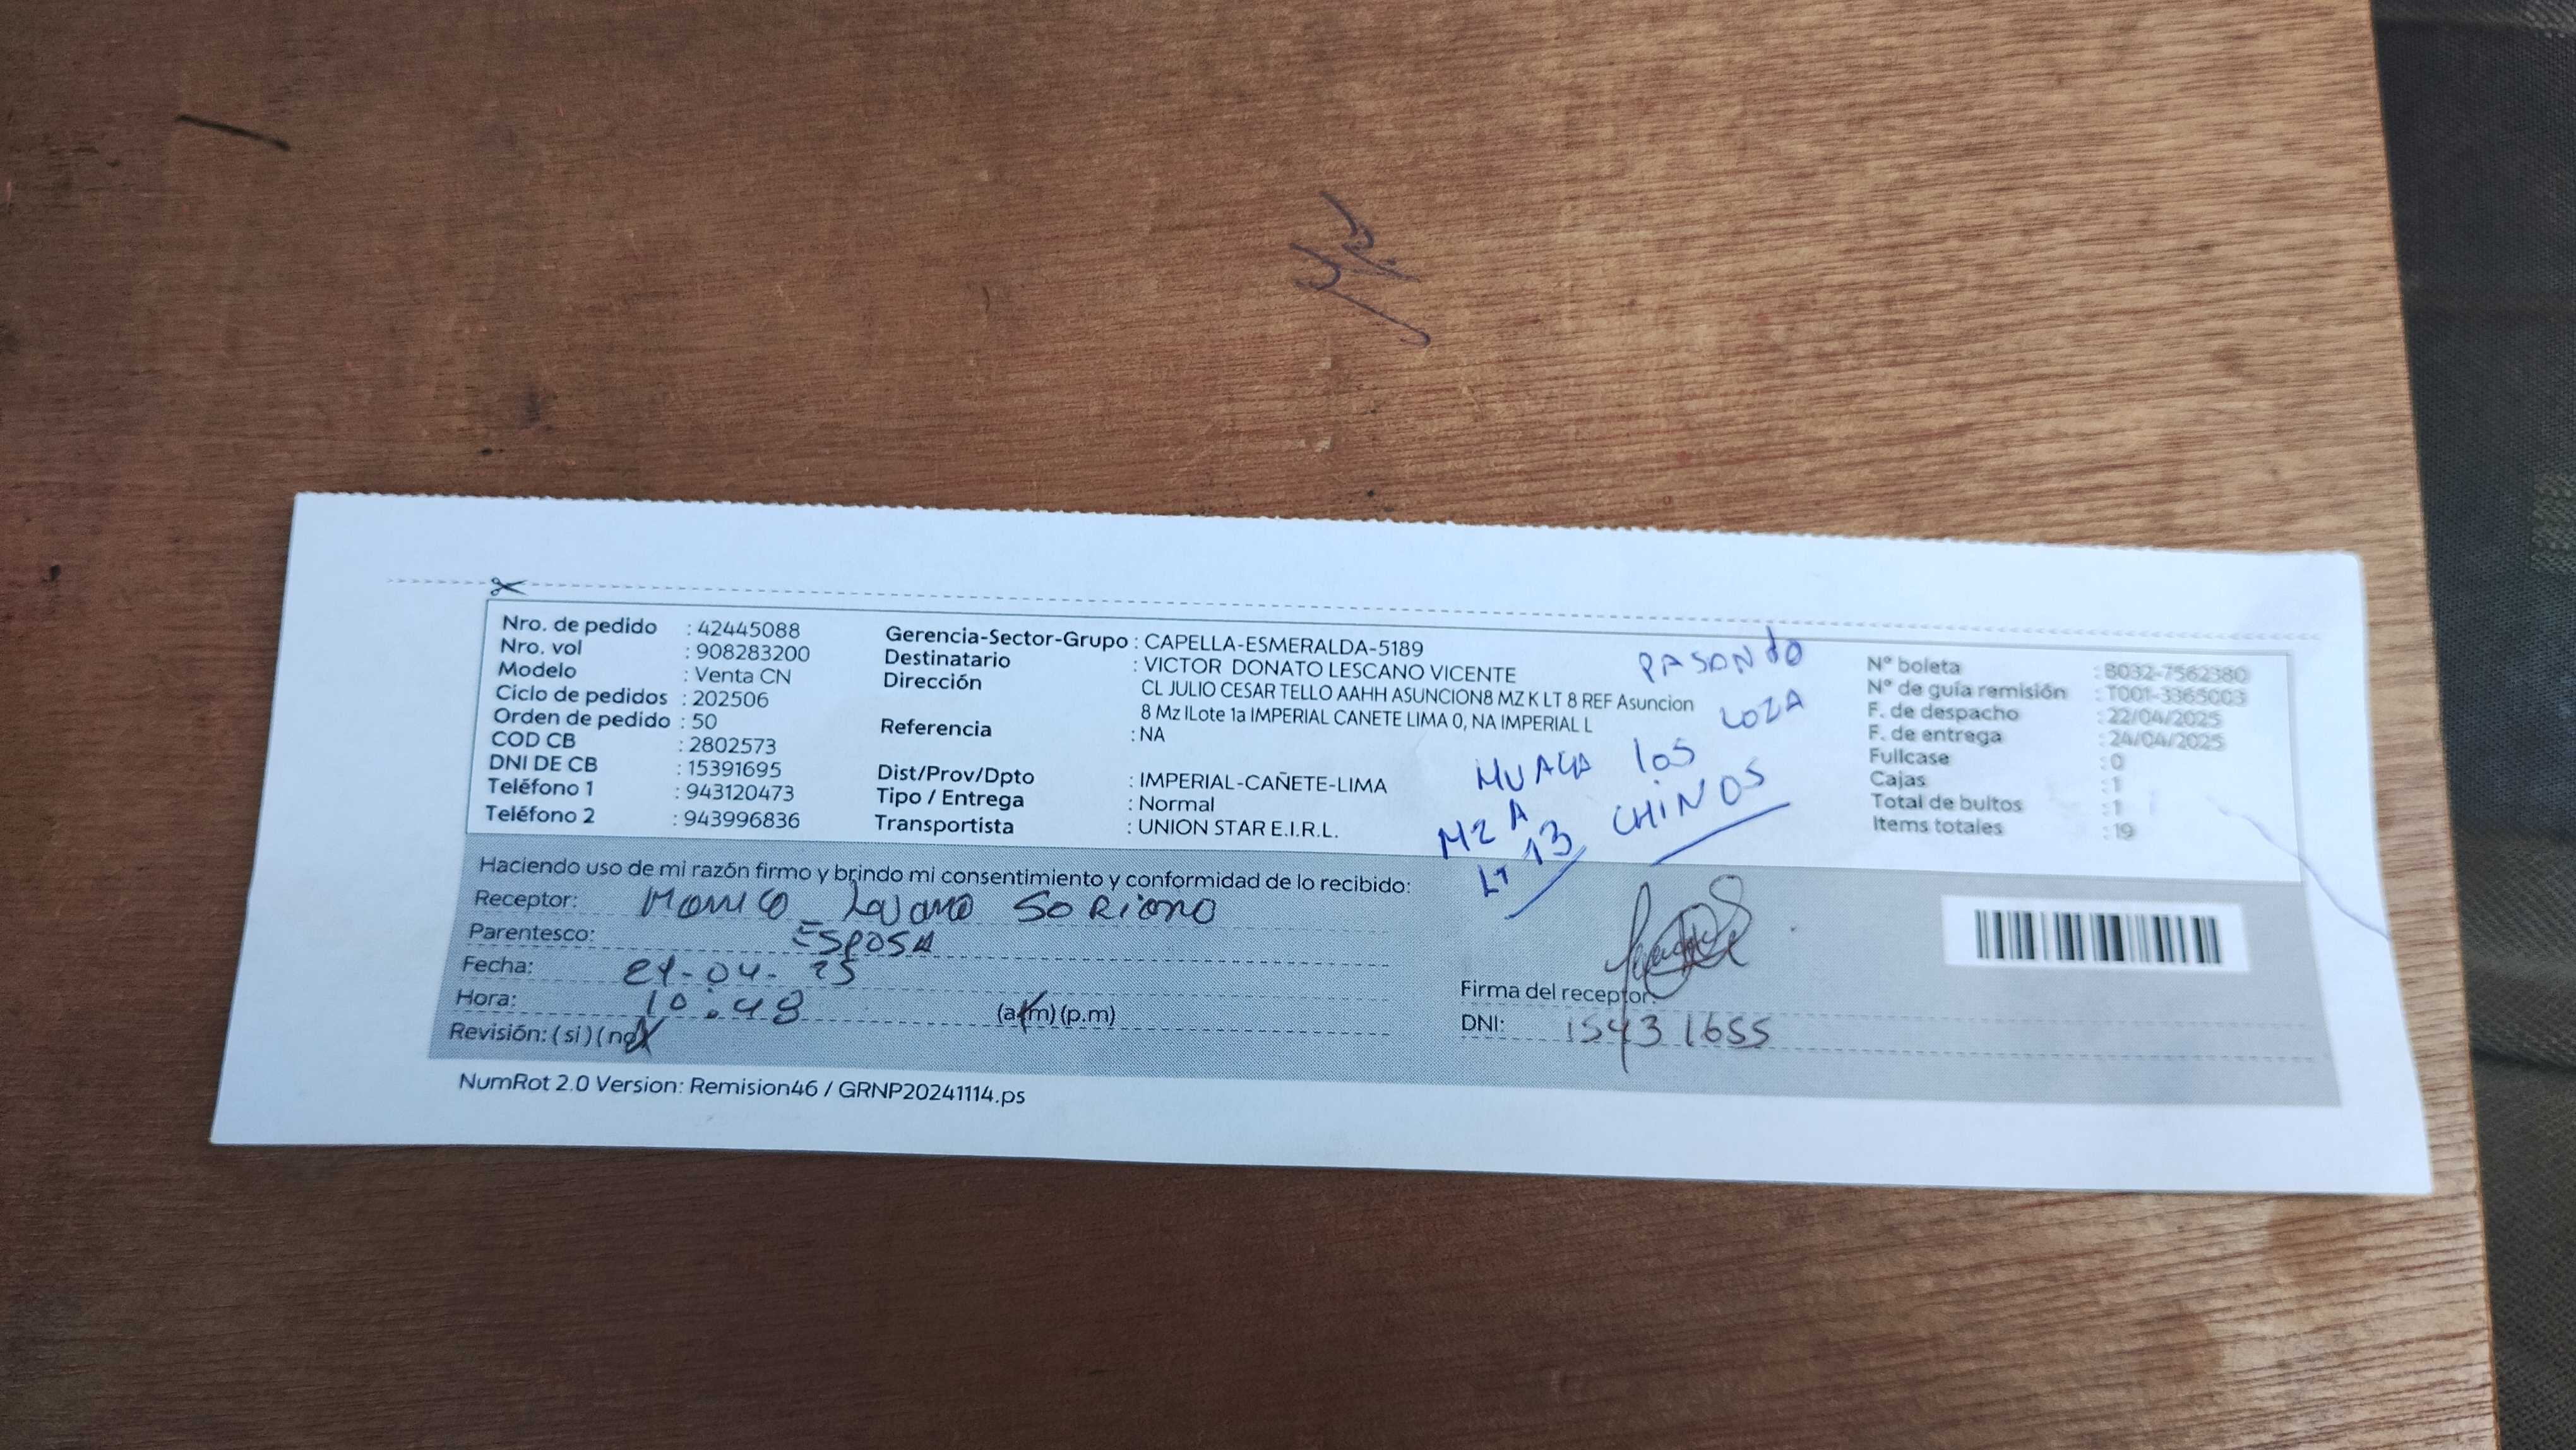 Nro. de pedido : 42445088
Nro. vol : 908283200
Modelo : Venta CN
Ciclo de pedidos : 202506
Orden de pedido : 50
COD CB : 2802573
DNI DE CB : 15391695
Teléfono 1 : 943120473
Teléfono 2 : 943996836
Gerencia-Sector-Grupo : CAPELLA-ESMERALDA-5189
Destinatario : VICTOR DONATO LESCANO VICENTE
Dirección CL JULIO CESAR TELLO AAHH ASUNCION8 MZ K LT 8 REF Asuncion
8 Mz ILote 1a IMPERIAL CANETE LIMA 0, NA IMPERIAL L
Referencia : NA
Dist/Prov/Dpto : IMPERIAL-CAÑETE-LIMA
Tipo / Entrega : Normal
Transportista : UNION STAR E.I.R.L.
PASANdo
LOZA
los
CHINOS
MZ A
LT 13
N° boleta : B032-7562380
N° de guía remisión : T001-3365003
F. de despacho : 22/04/2025
F. de entrega : 24/04/2025
Fullcase : 0
Cajas : 1
Total de bultos : 1
Items totales : 19
Haciendo uso de mi razón firmo y brindo mi consentimiento y conformidad de lo recibido:
Receptor: SORiano
Parentesco: ESPOSA
Fecha: 24-04-25
Hora: 10:48 (a.m) (p.m)
Revisión: (si) (no)
Firma del receptor:
DNI: 15431655
NumRot 2.0 Version: Remision46 / GRNP20241114.ps